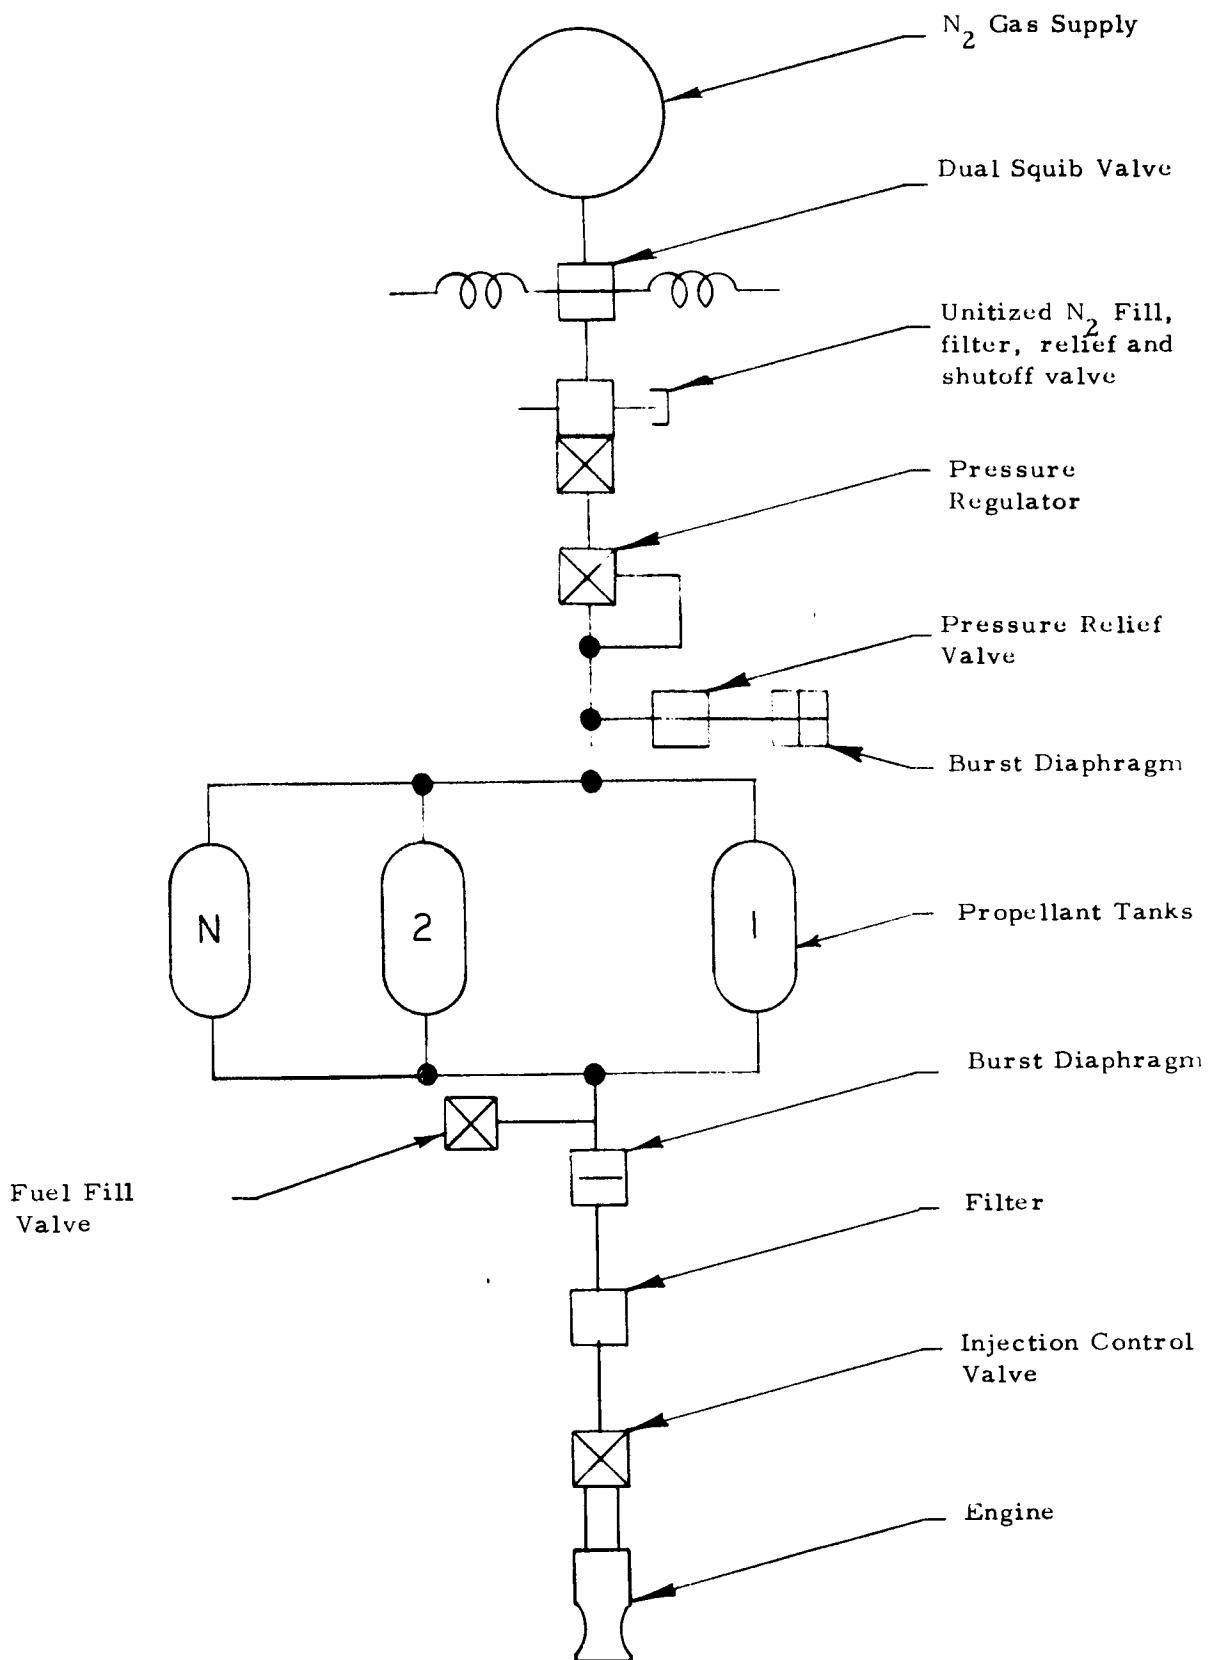 N2 Gas Supply
Dual Squib Valve
Unitized N2 Fill,
filter, relief and
shutoff valve
Pressure
Regulator
Pressure Relief
Valve
Burst Diaphragm
N
2
1
Propellant Tanks
Burst Diaphragm
Fuel Fill
Valve
Filter
Injection Control
Valve
Engine